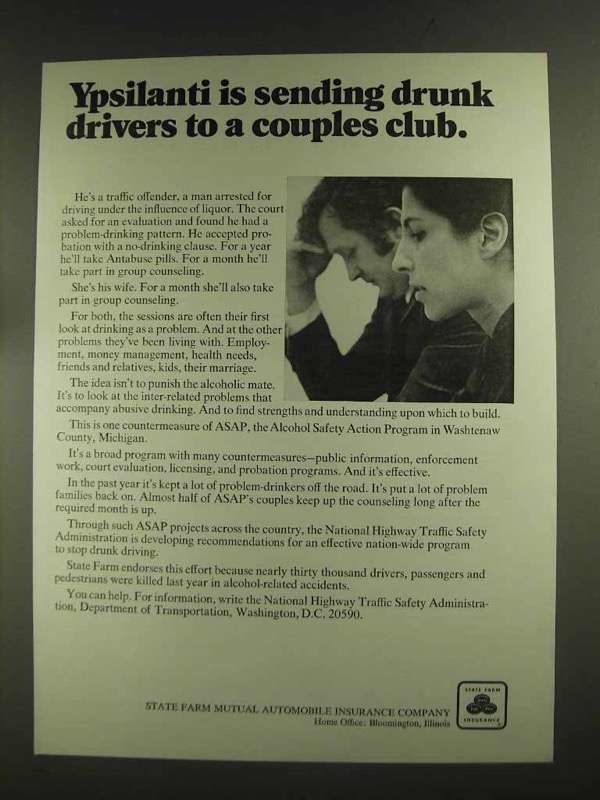 Ypsilanti is sending drunk
drivers to a couples club.
He's a traffic offender, a man arrested for
driving under the influence of liquor. The court
asked for an evaluation and found he had a
problem-drinking pattern. He accepted pro-
bation with a no-drinking clause. For a year
he'll take Antabuse pills. For a month he'll
take part in group counseling.
She's his wife. For a month she'll also take
part in group counseling.
For both, the sessions are often their first
look at drinking as a problem. And at the other
problems they've been living with. Employ-
ment, money management, health needs,
friends and relatives, kids, their marriage.
The idea isn't to punish the alcoholic mate.
It's to look at the inter-related problems that
accompany abusive drinking. And to find strengths and understanding upon which to build.
This is one countermeasure of ASAP, the Alcohol Safety Action Program in Washtenaw
County, Michigan.
It's a broad program with many countermeasures—public information, enforcement
work, court evaluation, licensing, and probation programs. And it's effective.
In the past year it's kept a lot of problem-drinkers off the road. It's put a lot of problem
families back on. Almost half of ASAP's couples keep up the counseling long after the
required month is up.
Through such ASAP projects across the country, the National Highway Traffic Safety
Administration is developing recommendations for an effective nation-wide program
to stop drunk driving.
State Farm endorses this effort because nearly thirty thousand drivers, passengers and
pedestrians were killed last year in alcohol-related accidents.
You can help. For information, write the National Highway Traffic Safety Administra-
tion, Department of Transportation, Washington, D.C. 20590.
STATE FARM MUTUAL AUTOMOBILE INSURANCE COMPANY
Home Office: Bloomington, Illinois
STATE FARM
INSURANCE